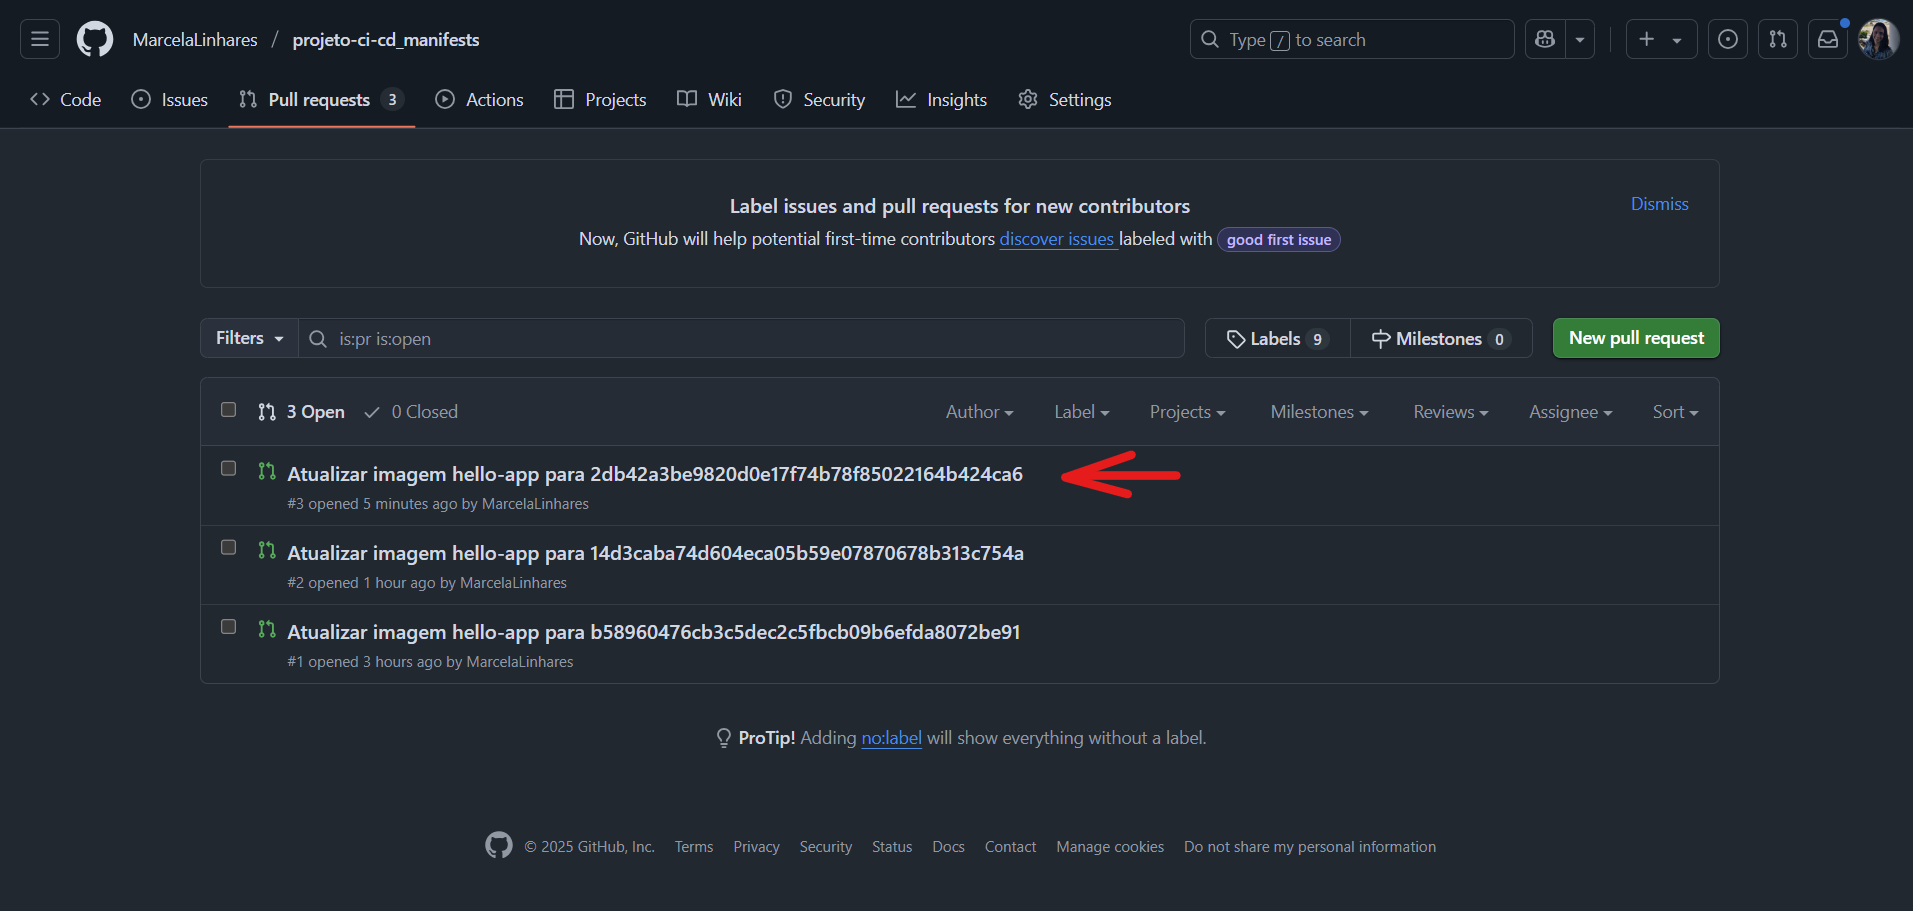 MarcelaLinhares / projeto-ci-cd_manifests
Type / to search
Code
Issues
Pull requests 3
Actions
Projects
Wiki
Security
Insights
Settings
Label issues and pull requests for new contributors
Dismiss
Now, GitHub will help potential first-time contributors discover issues labeled with good first issue
Filters
is:pr is:open
Labels 9
Milestones 0
New pull request
3 Open
0 Closed
Author
Label
Projects
Milestones
Reviews
Assignee
Sort
Atualizar imagem hello-app para 2db42a3be9820d0e17f74b78f85022164b424ca6
#3 opened 5 minutes ago by MarcelaLinhares
Atualizar imagem hello-app para 14d3caba74d604eca05b59e07870678b313c754a
#2 opened 1 hour ago by MarcelaLinhares
Atualizar imagem hello-app para b58960476cb3c5dec2c5fbcb09b6efda8072be91
#1 opened 3 hours ago by MarcelaLinhares
ProTip! Adding no:label will show everything without a label.
© 2025 GitHub, Inc.
Terms
Privacy
Security
Status
Docs
Contact
Manage cookies
Do not share my personal information